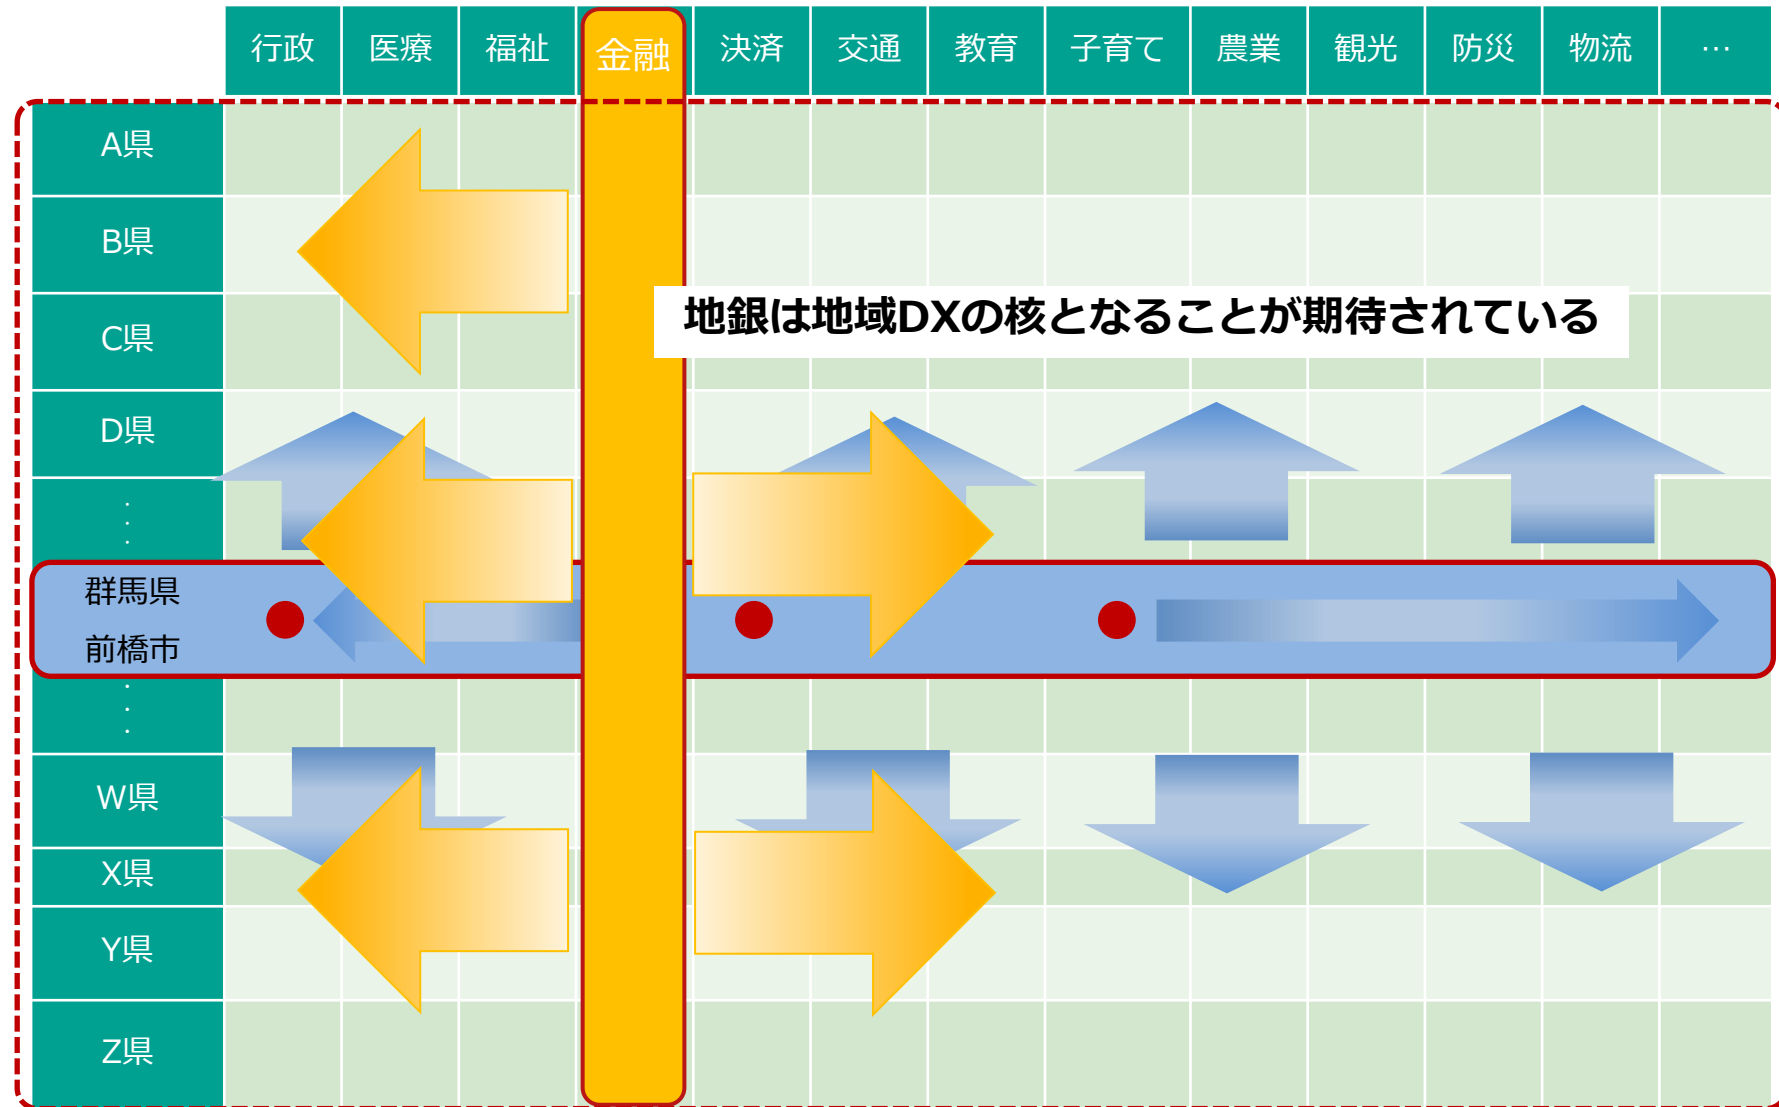 行政 医療 福祉 金融 決済 交通 教育 子育て 農業 観光 防災 物流 …
A県
B県
C県
地銀は地域DXの核となることが期待されている
D県
・
・
・
群馬県
前橋市
・
・
・
W県
X県
Y県
Z県